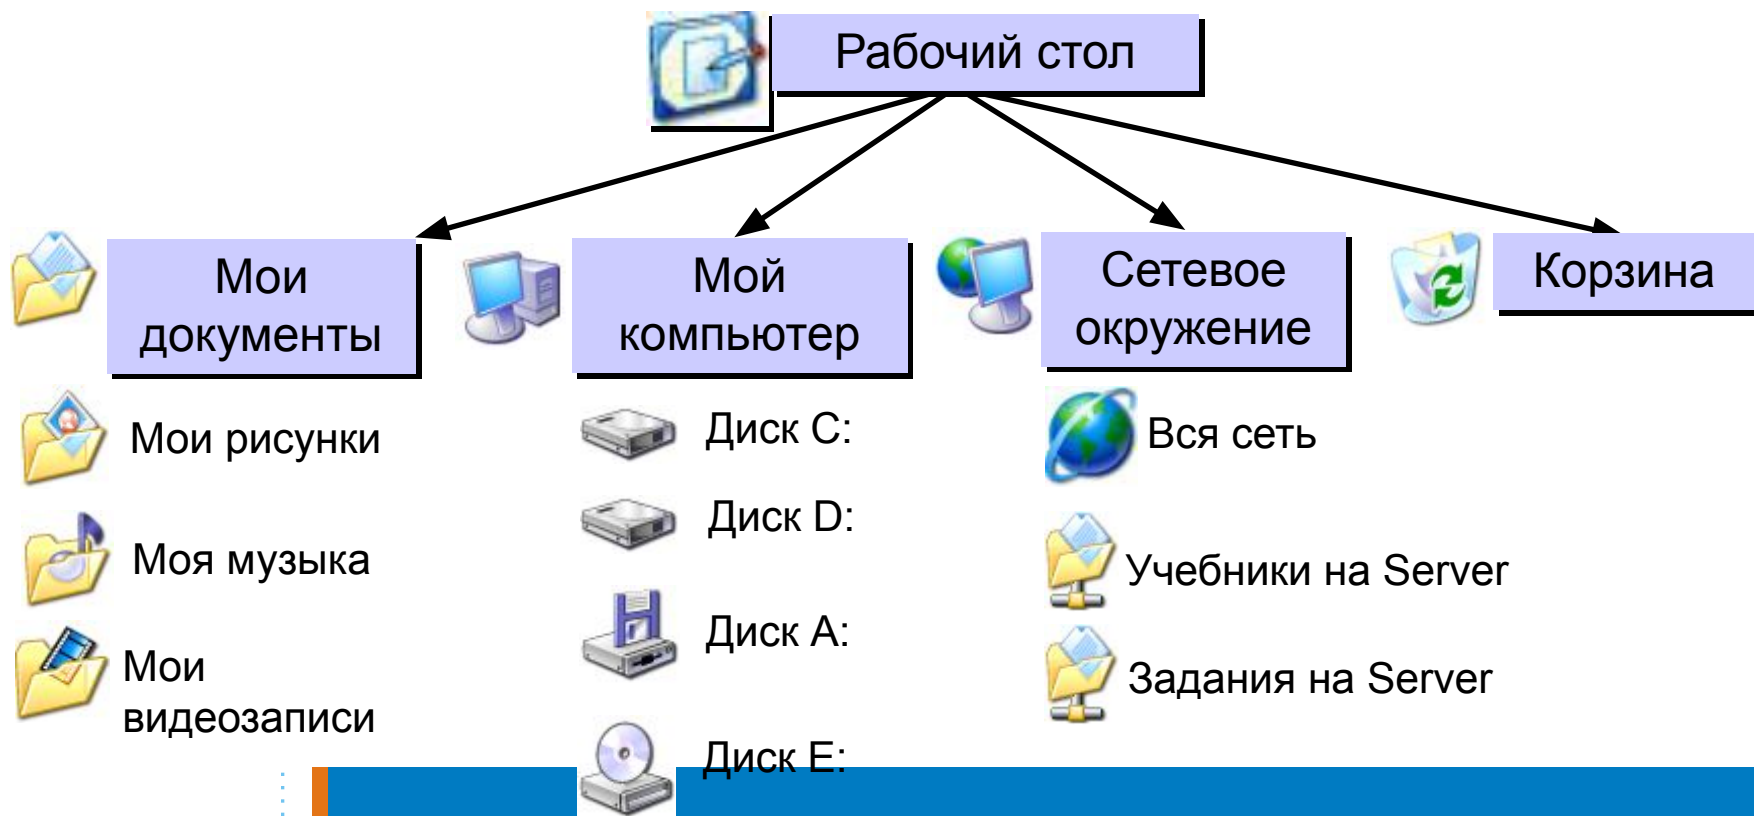 Рабочий стол
Мои
документы
Мой
компьютер
Сетевое
окружение
Корзина
Мои рисунки
Моя музыка
Мои
видеозаписи
Диск C:
Диск D:
Диск A:
Диск E:
Вся сеть
Учебники на Server
Задания на Server